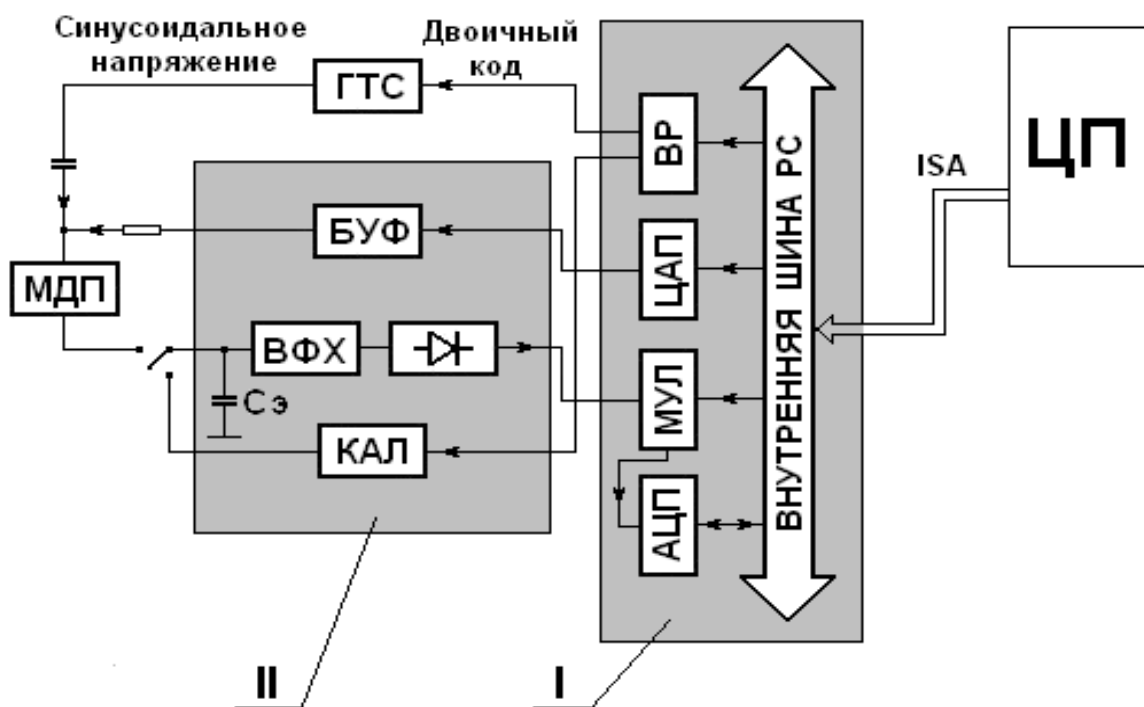 Синусоидальное
напряжение
Двоичный
код
ГТС
ВР
ISA
ЦП
БУФ
ЦАП
МДП
ВФХ
МУЛ
Сэ
КАЛ
АЦП
ВНУТРЕННЯЯ ШИНА РС
II
I